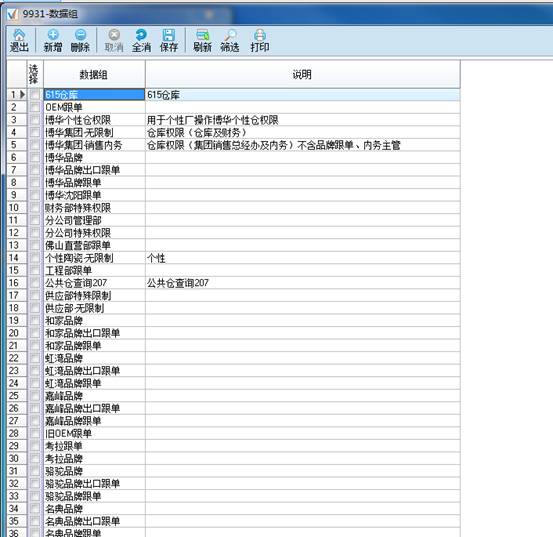 9931-数据组
退出 新增 删除 取消 全消 保存 刷新 筛选 打印
选择 数据组 说明
1 615仓库 615仓库
2 OEM跟单
3 博华个性仓权限 用于个性厂操作博华个性仓
4 博华集团-无限制 仓库权限（仓库及财务）
5 博华集团-销售内务 仓库权限（集团销售总经办及内务）不含品牌跟单、内务主管
6 博华品牌
7 博华品牌出口跟单
8 博华品牌跟单
9 博华沈阳跟单
10 财务部特殊权限
11 分公司管理部
12 分公司特殊权限
13 佛山直营部跟单
14 个性陶瓷-无限制 个性
15 工程部跟单
16 公共仓查询207 公共仓查询207
17 供应部特殊限制
18 供应部-无限制
19 和家品牌
20 和家品牌出口跟单
21 和家品牌跟单
22 虹湾品牌
23 虹湾品牌出口跟单
24 虹湾品牌跟单
25 嘉峰品牌
26 嘉峰品牌出口跟单
27 嘉峰品牌跟单
28 旧OEM跟单
29 考拉跟单
30 考拉品牌
31 骆驼品牌
32 骆驼品牌出口跟单
33 骆驼品牌跟单
34 名典品牌
35 名典品牌出口跟单
36 名典品牌跟单